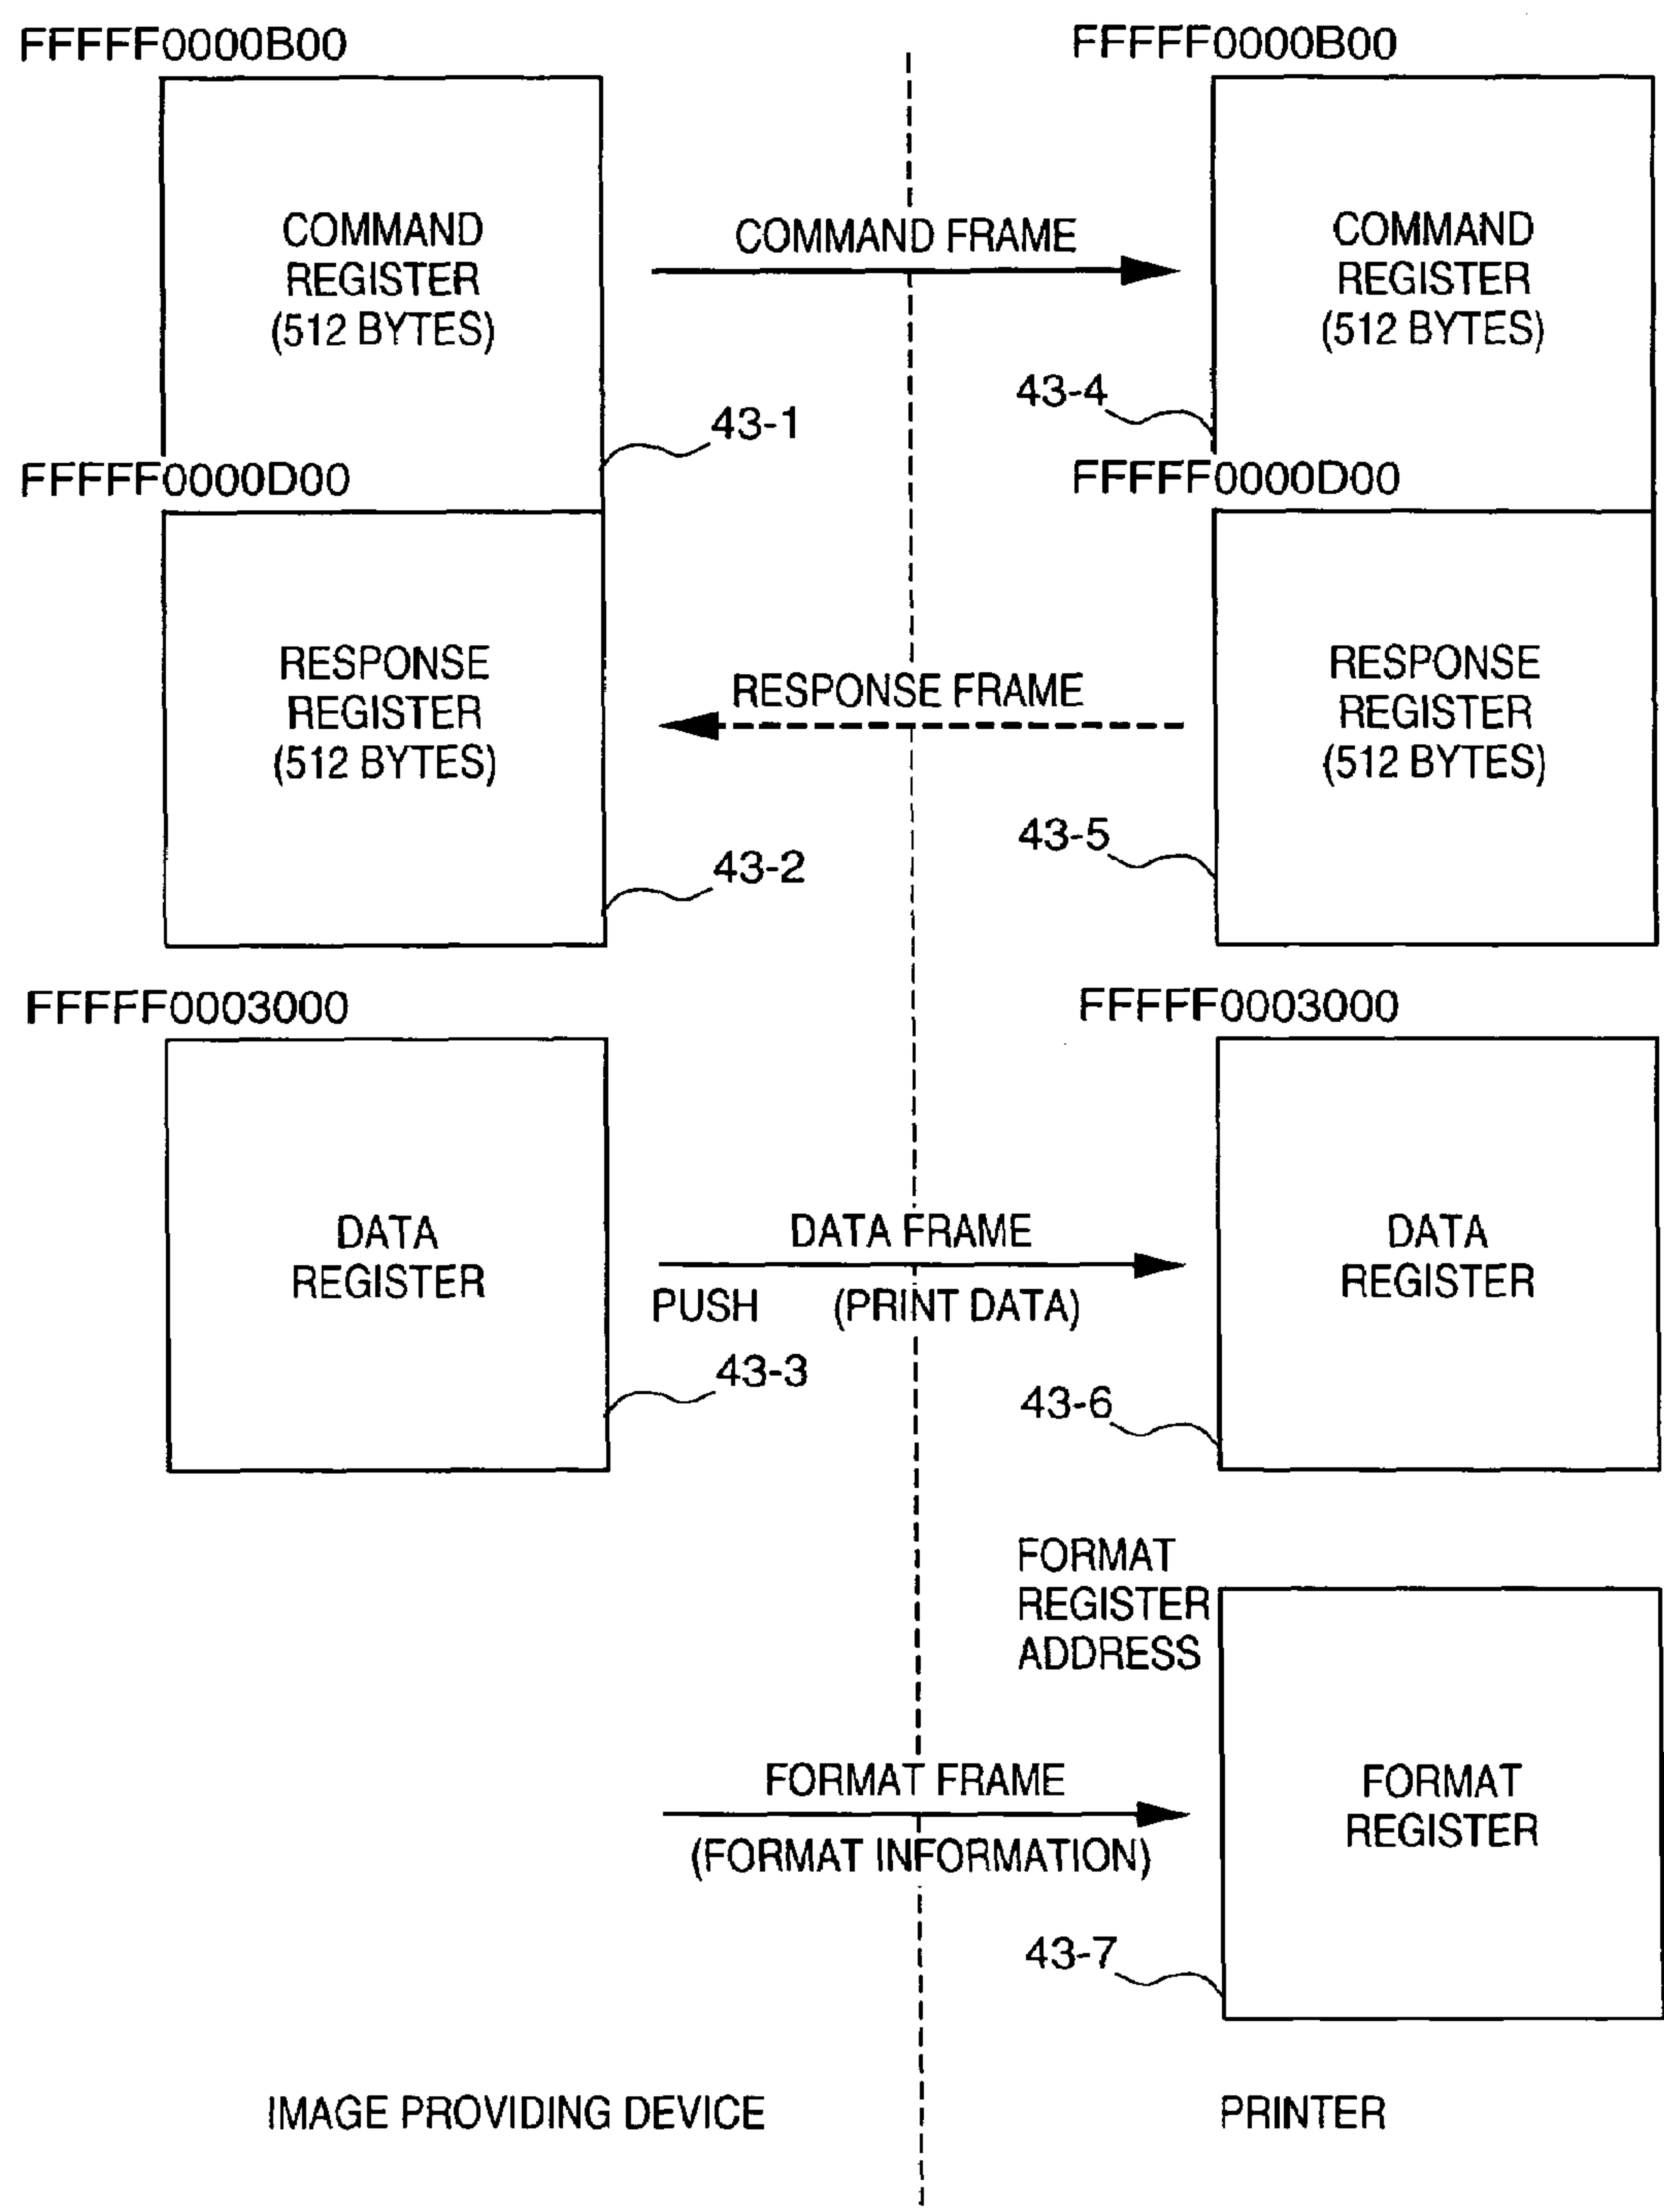 FFFFF0000B00
FFFFF0000B00
COMMAND
REGISTER
(512 BYTES)
COMMAND FRAME
COMMAND
REGISTER
(512 BYTES)
43-1
43-4
FFFFF0000D00
FFFFF0000D00
RESPONSE
REGISTER
(512 BYTES)
RESPONSE FRAME
RESPONSE
REGISTER
(512 BYTES)
43-2
43-5
FFFFF0003000
FFFFF0003000
DATA
REGISTER
DATA FRAME
PUSH (PRINT DATA)
DATA
REGISTER
43-3
43-6
FORMAT
REGISTER
ADDRESS
FORMAT FRAME
(FORMAT INFORMATION)
FORMAT
REGISTER
43-7
IMAGE PROVIDING DEVICE
PRINTER